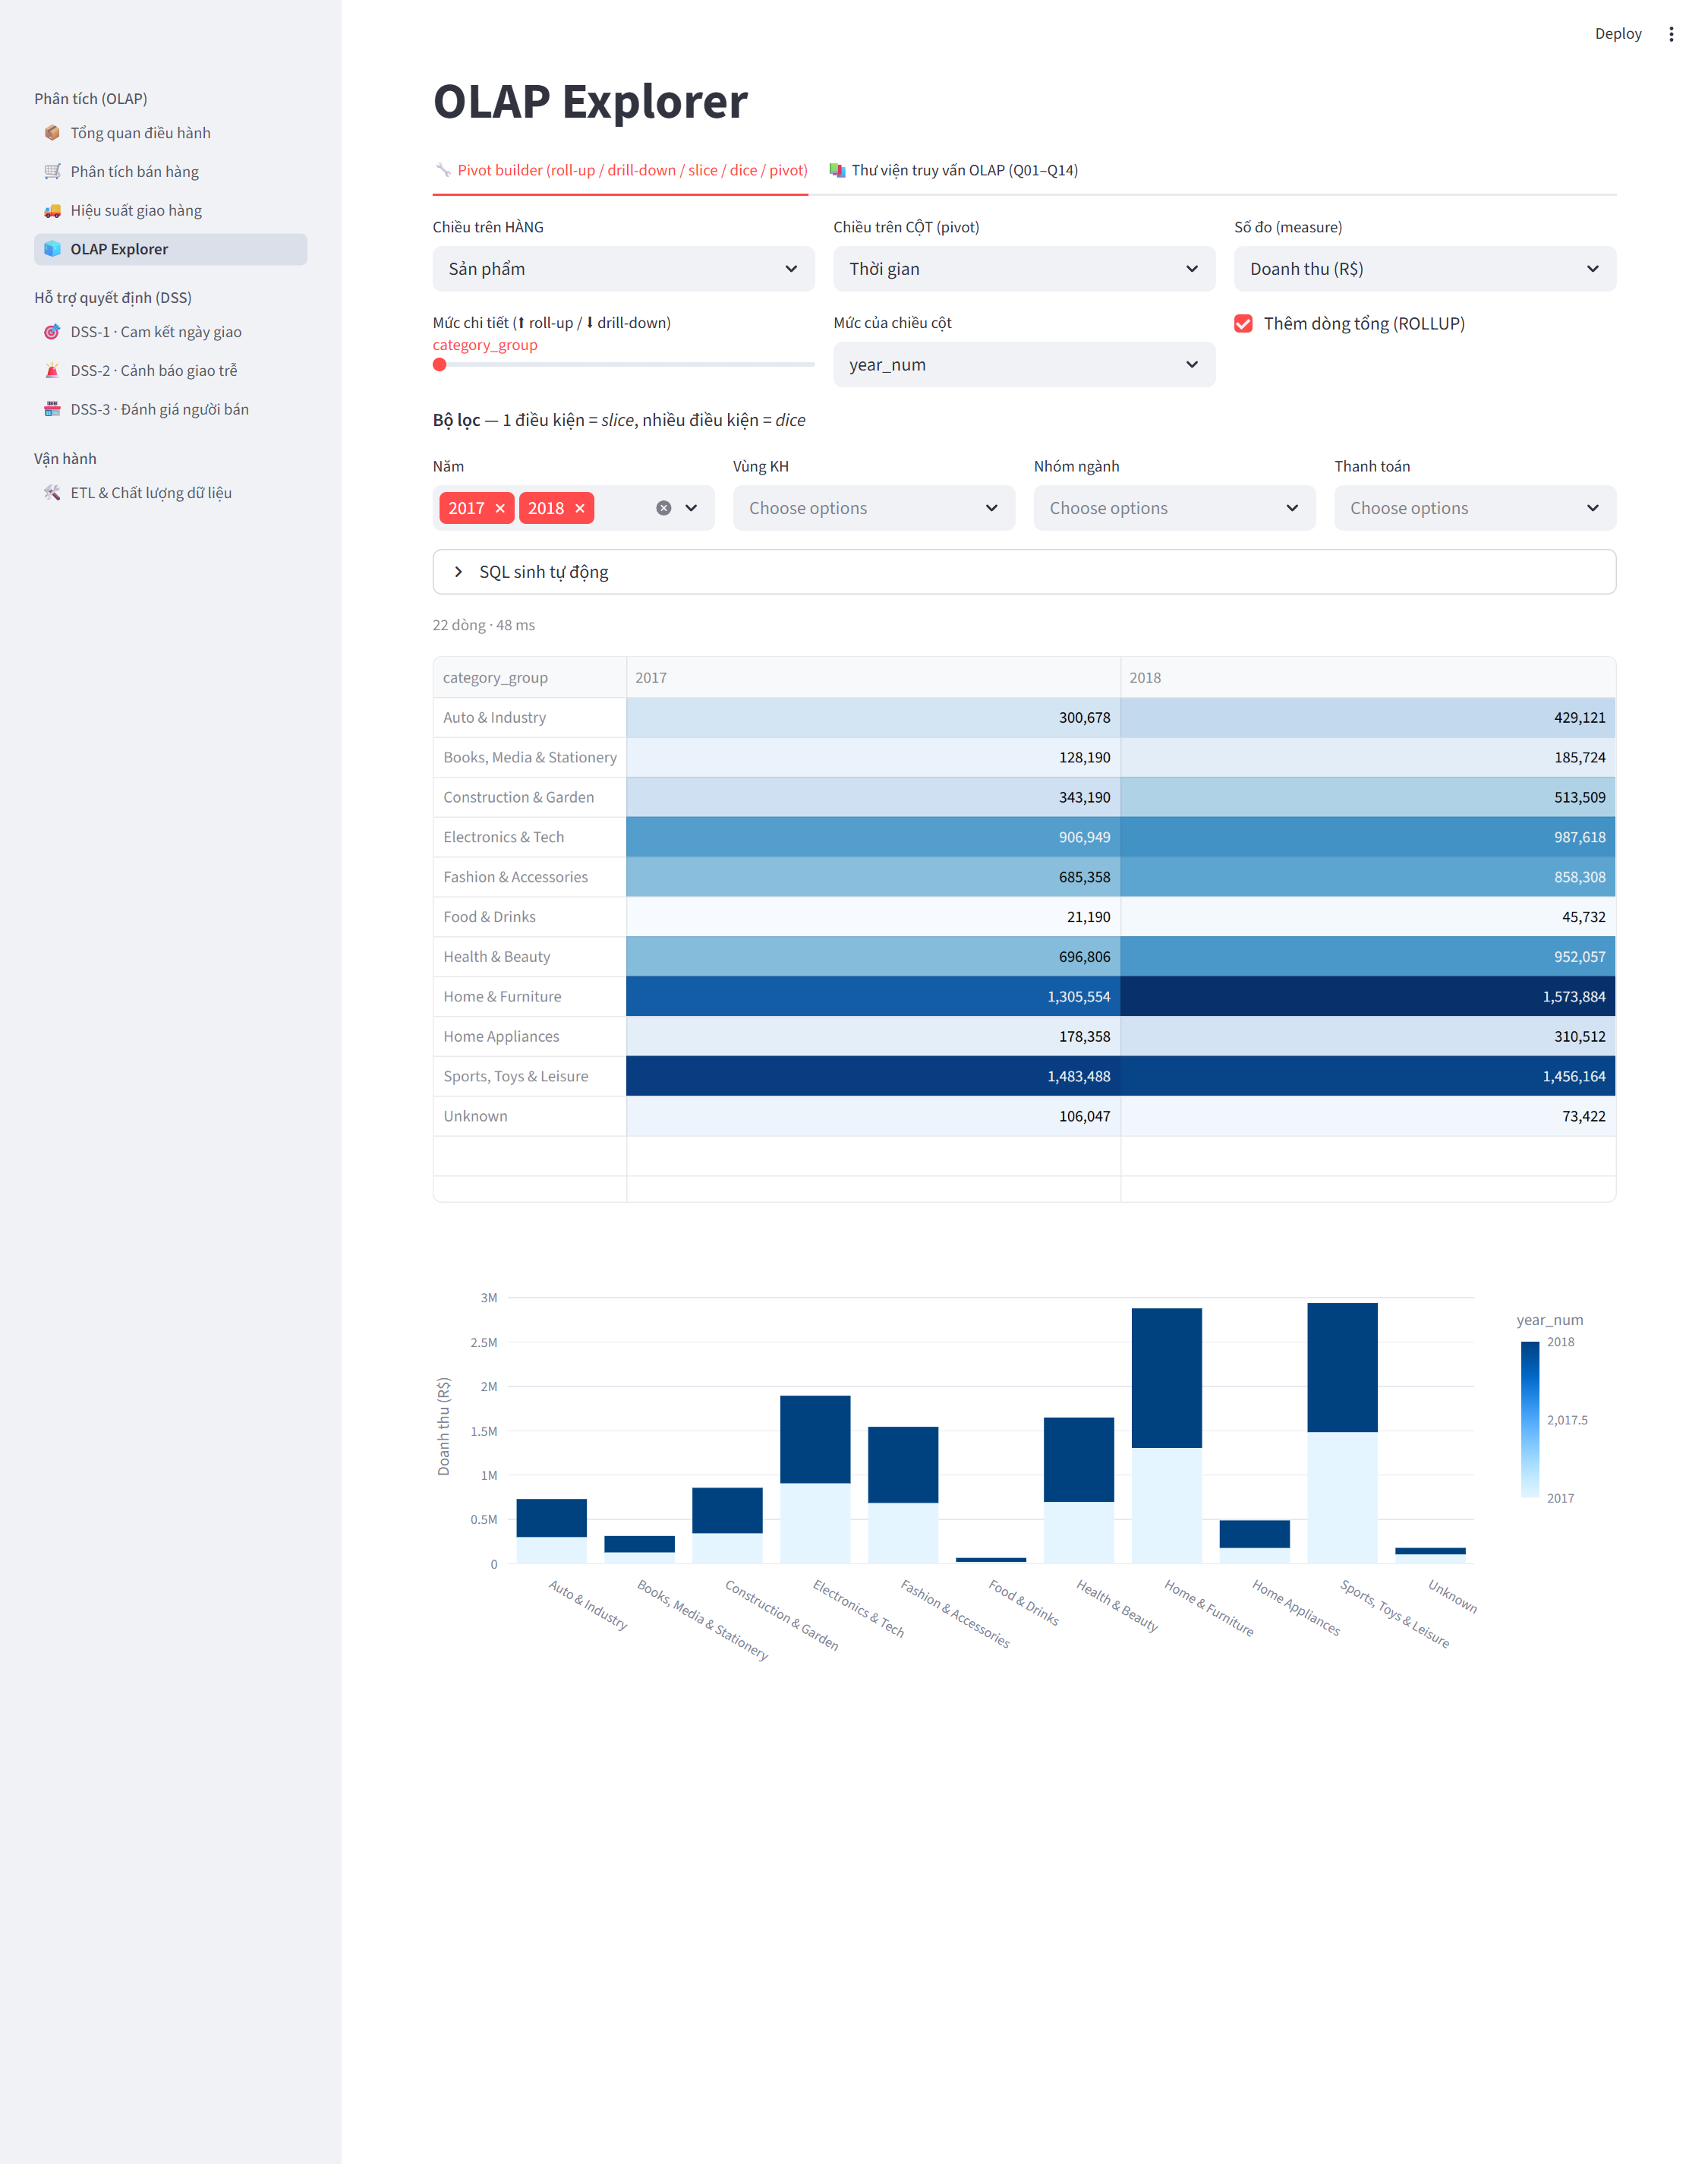 Deploy
Phân tích (OLAP)
Tổng quan điều hành
Phân tích bán hàng
Hiệu suất giao hàng
OLAP Explorer
Hỗ trợ quyết định (DSS)
DSS-1 · Cam kết ngày giao
DSS-2 · Cảnh báo giao trễ
DSS-3 · Đánh giá người bán
Vận hành
ETL & Chất lượng dữ liệu
OLAP Explorer
Pivot builder (roll-up / drill-down / slice / dice / pivot)
Thư viện truy vấn OLAP (Q01–Q14)
Chiều trên HÀNG
Chiều trên CỘT (pivot)
Số đo (measure)
Sản phẩm
Thời gian
Doanh thu (R$)
Mức chi tiết (⬆ roll-up / ⬇ drill-down)
Mức của chiều cột
Thêm dòng tổng (ROLLUP)
category_group
year_num
Bộ lọc — 1 điều kiện = slice, nhiều điều kiện = dice
Năm
Vùng KH
Nhóm ngành
Thanh toán
2017
2018
Choose options
Choose options
Choose options
SQL sinh tự động
22 dòng · 48 ms
category_group 2017 2018
Auto & Industry 300,678 429,121
Books, Media & Stationery 128,190 185,724
Construction & Garden 343,190 513,509
Electronics & Tech 906,949 987,618
Fashion & Accessories 685,358 858,308
Food & Drinks 21,190 45,732
Health & Beauty 696,806 952,057
Home & Furniture 1,305,554 1,573,884
Home Appliances 178,358 310,512
Sports, Toys & Leisure 1,483,488 1,456,164
Unknown 106,047 73,422
Doanh thu (R$)
3M
2.5M
2M
1.5M
1M
0.5M
0
Auto & Industry
Books, Media & Stationery
Construction & Garden
Electronics & Tech
Fashion & Accessories
Food & Drinks
Health & Beauty
Home & Furniture
Home Appliances
Sports, Toys & Leisure
Unknown
year_num
2018
2,017.5
2017